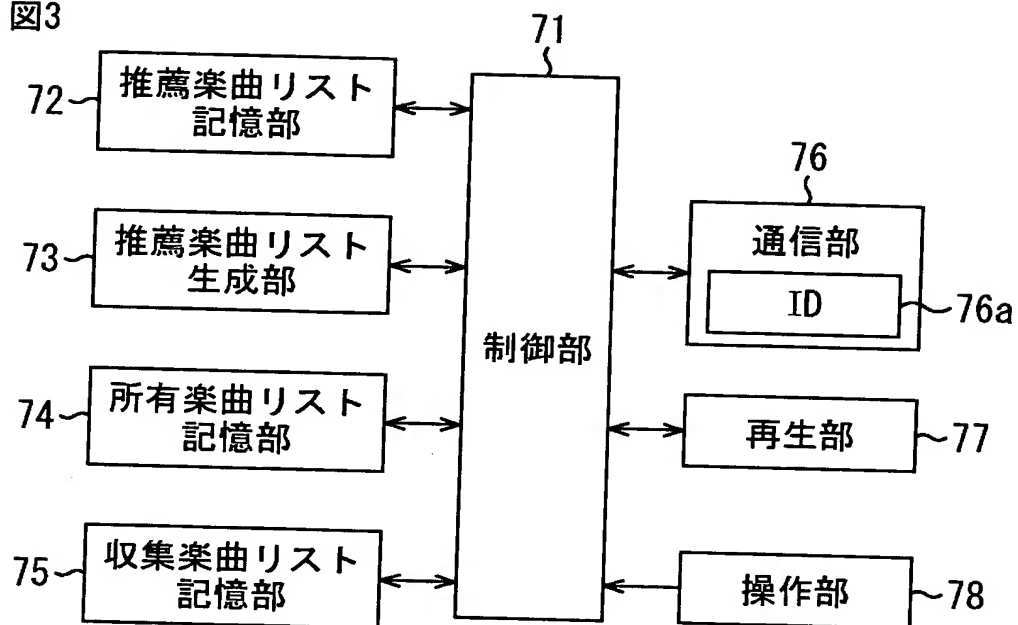 図3
71
72
推薦楽曲リスト
記憶部
73
推薦楽曲リスト
生成部
74
所有楽曲リスト
記憶部
75
収集楽曲リスト
記憶部
制御部
76
通信部
ID
76a
再生部
77
操作部
78